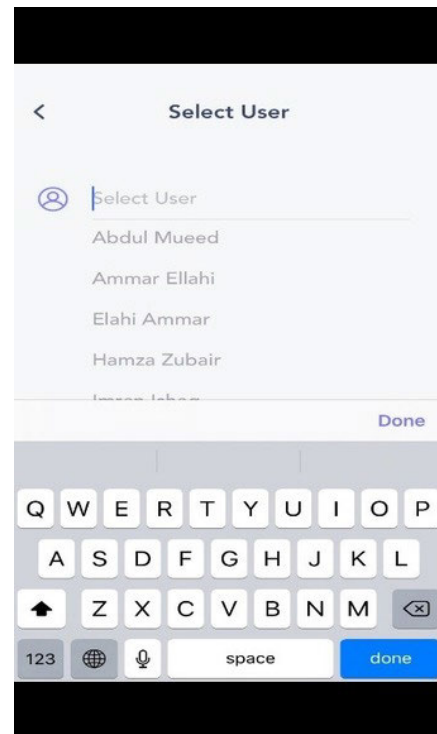 Select User
Select User
Abdul Mueed
Ammar Ellahi
Elahi Ammar
Hamza Zubair
Done
Q W E R T Y U I O P
A S D F G H J K L
Z X C V B N M
123 space done